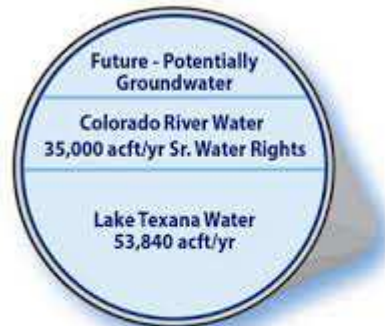 Future - Potentially
Groundwater
Colorado River Water
35,000 acft/yr Sr. Water Rights
Lake Texana Water
53,840 acft/yr